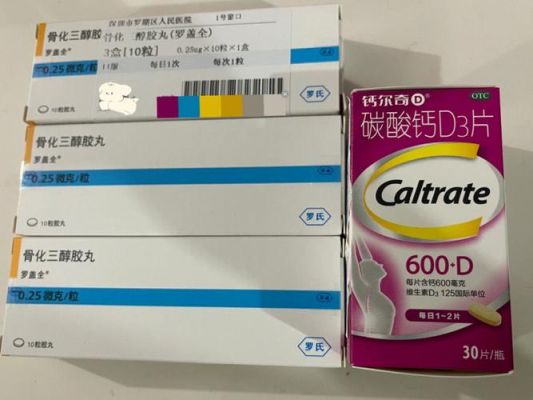 深圳市罗湖区人民医院
1号窗口
骨化三醇胶丸(罗盖全)
3盒[10粒]
0.25ug×10粒×1盒
每日1次
每次1粒
骨化三醇胶
罗盖全®
0.25 微克/粒
10粒胶丸
罗氏
骨化三醇胶丸
罗盖全®
0.25 微克/粒
10粒胶丸
罗氏
骨化三醇胶丸
罗盖全®
0.25 微克/粒
10粒胶丸
罗氏
钙尔奇D®
OTC
碳酸钙D3片
Caltrate
600+D
每片含钙600毫克
维生素D3 125国际单位
每日1~2片
30片/瓶